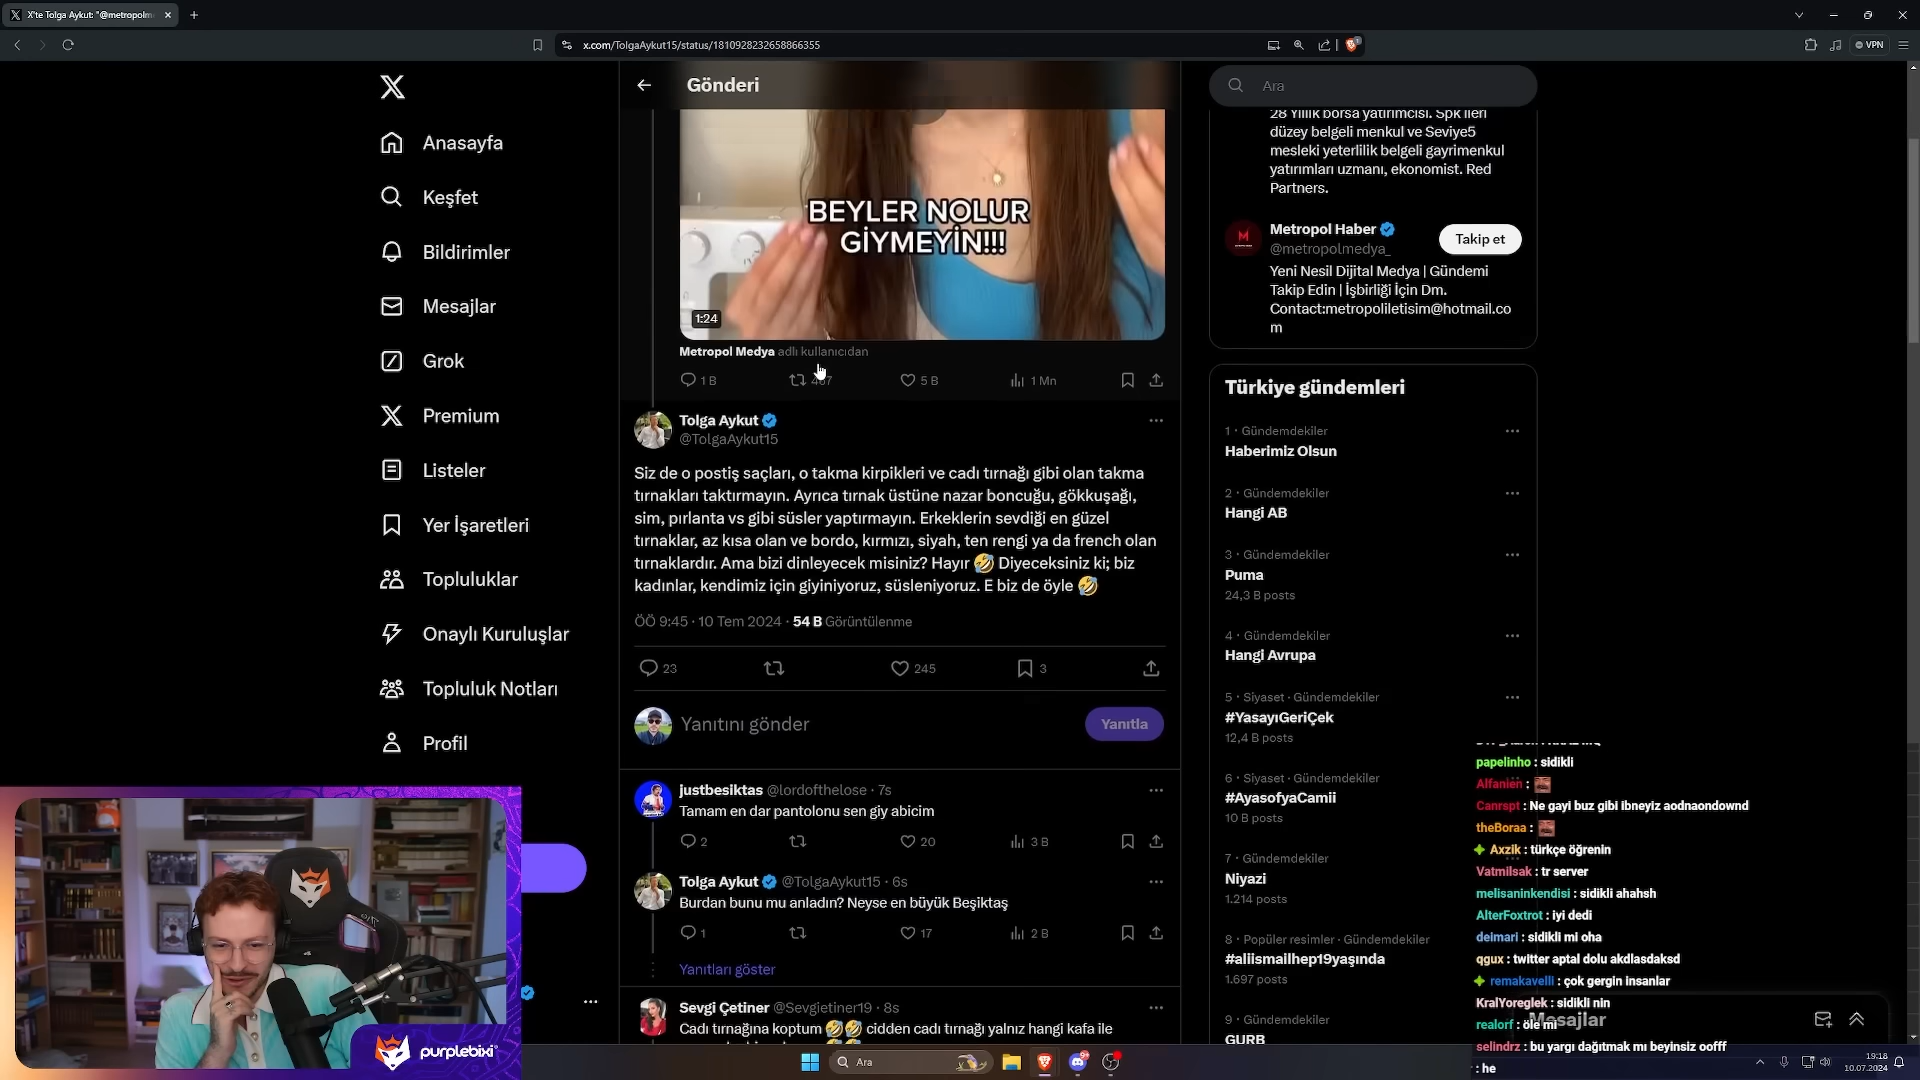 X'te Tolga Aykut: "@metropolm
x.com/TolgaAykut15/status/1810928232658866355
VPN
Anasayfa
Keşfet
Bildirimler
Mesajlar
Grok
Premium
Listeler
Yer İşaretleri
Topluluklar
Onaylı Kuruluşlar
Topluluk Notları
Profil
Gönderi
BEYLER NOLUR
GİYMEYİN!!!
1:24
Metropol Medya adlı kullanıcıdan
1 B
5 B
1 Mn
Tolga Aykut
@TolgaAykut15
Siz de o postiş saçları, o takma kirpikleri ve cadı tırnağı gibi olan takma
tırnakları taktırmayın. Ayrıca tırnak üstüne nazar boncuğu, gökkuşağı,
sim, pırlanta vs gibi süsler yaptırmayın. Erkeklerin sevdiği en güzel
tırnaklar, az kısa olan ve bordo, kırmızı, siyah, ten rengi ya da french olan
tırnaklardır. Ama bizi dinleyecek misiniz? Hayır 🤣 Diyeceksiniz ki; biz
kadınlar, kendimiz için giyiniyoruz, süsleniyoruz. E biz de öyle 🤣
ÖÖ 9:45 · 10 Tem 2024 · 54 B Görüntülenme
23
245
3
Yanıtını gönder
Yanıtla
justbesiktas @lordofthelose · 7s
Tamam en dar pantolonu sen giy abicim
2
20
3 B
Tolga Aykut @TolgaAykut15 · 6s
Burdan bunu mu anladın? Neyse en büyük Beşiktaş
1
17
2 B
Yanıtları göster
Sevgi Çetiner @Sevgietiner19 · 8s
Cadı tırnağına koptum 🤣🤣 cidden cadı tırnağı yalnız hangi kafa ile
Ara
28 Yıllık borsa yatırımcısı. Spk ileri
düzey belgeli menkul ve Seviye5
mesleki yeterlilik belgeli gayrimenkul
yatırımları uzmanı, ekonomist. Red
Partners.
Metropol Haber
@metropolmedya_
Takip et
Yeni Nesil Dijital Medya | Gündemi
Takip Edin | İşbirliği İçin Dm.
Contact:metropoliletisim@hotmail.co
m
Türkiye gündemleri
1 · Gündemdekiler
Haberimiz Olsun
2 · Gündemdekiler
Hangi AB
3 · Gündemdekiler
Puma
24,3 B posts
4 · Gündemdekiler
Hangi Avrupa
5 · Siyaset · Gündemdekiler
#YasayıGeriÇek
12,4 B posts
6 · Siyaset · Gündemdekiler
#AyasofyaCamii
10 B posts
7 · Gündemdekiler
Niyazi
1.214 posts
8 · Popüler resimler · Gündemdekiler
#aliismailhep19yaşında
1.697 posts
9 · Gündemdekiler
GURB
Mesajlar
papelinho : sidikli
Alfanien :
Canrspt : Ne gayi buz gibi ibneyiz aodnaondownd
theBoraa :
Axzik : türkçe öğrenin
Vatmilsak : tr server
melisaninkendisi : sidikli ahahsh
AlterFoxtrot : iyi dedi
deimari : sidikli mi oha
qgux : twitter aptal dolu akdlasdaksd
remakavelli : çok gergin insanlar
KralYoreglek : sidikli nin
realorf : öle mi
selindrz : bu yargı dağıtmak mı beyinsiz oofff
: he
purplebixi
Ara
19:18
10.07.2024